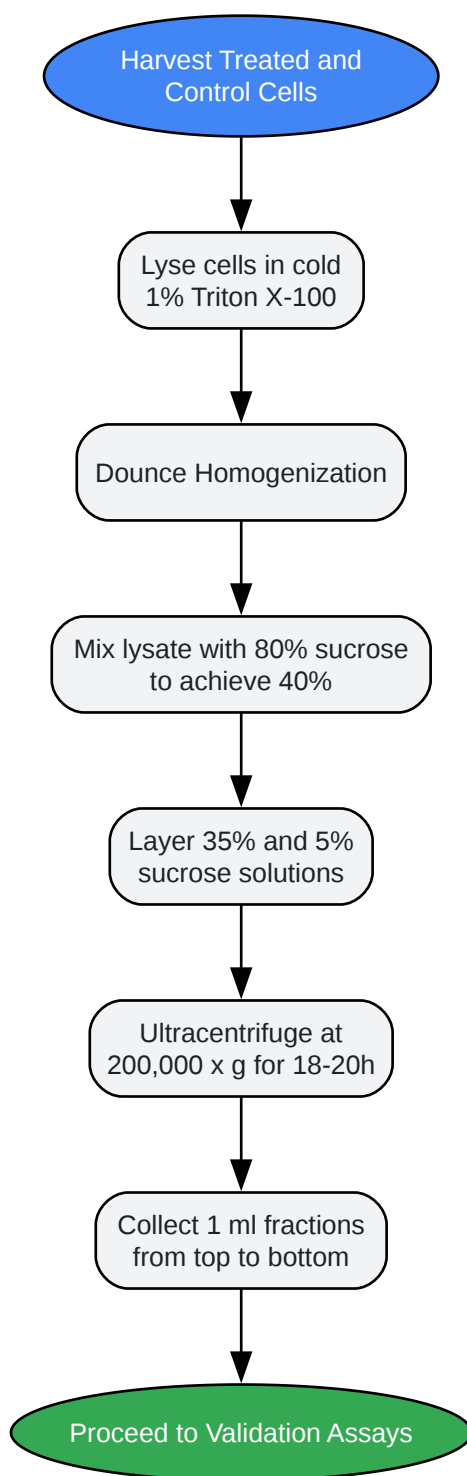 Harvest Treated and
Control Cells
Lyse cells in cold
1% Triton X-100
Dounce Homogenization
Mix lysate with 80% sucrose
to achieve 40%
Layer 35% and 5%
sucrose solutions
Ultracentrifuge at
200,000 x g for 18-20h
Collect 1 ml fractions
from top to bottom
Proceed to Validation Assays